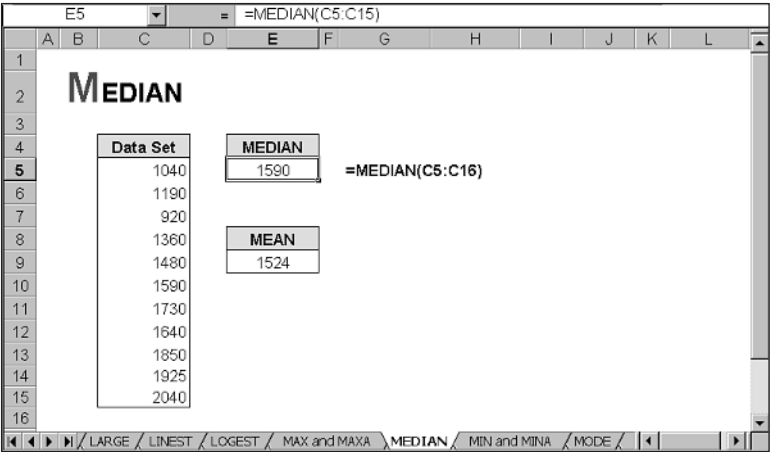 E5 = =MEDIAN(C5:C15)
A B C D E F G H I J K L
1
2 MEDIAN
3
4 Data Set MEDIAN
5 1040 1590 =MEDIAN(C5:C16)
6 1190
7 920
8 1360 MEAN
9 1480 1524
10 1590
11 1730
12 1640
13 1850
14 1925
15 2040
16
LARGE LINEST LOGEST MAX and MAXA MEDIAN MIN and MINA MODE